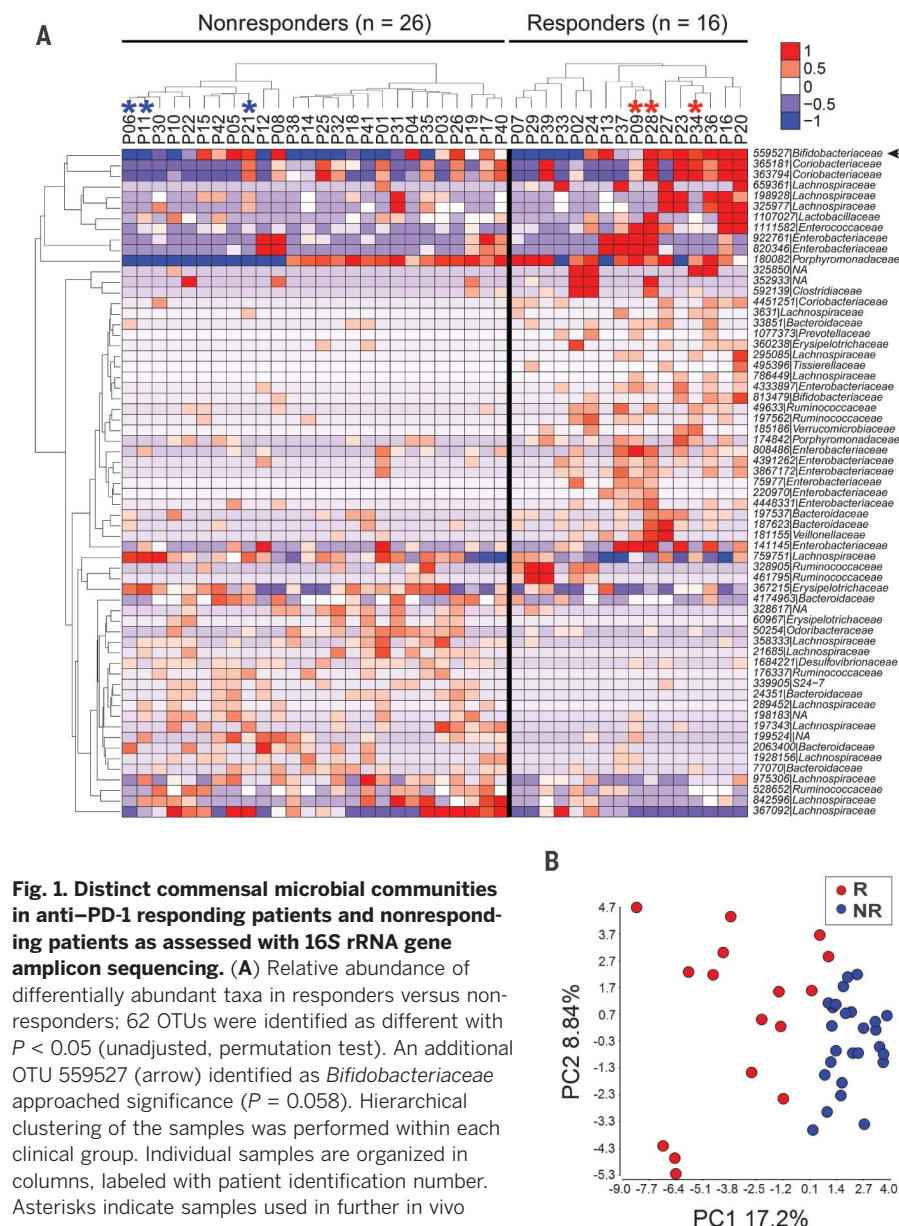 A
Nonresponders (n = 26)
Responders (n = 16)
1
0.5
0
−0.5
−1
* * * * * *
P06 P11 P30 P10 P22 P15 P42 P05 P21 P12 P08 P38 P14 P25 P32 P18 P41 P01 P31 P04 P35 P03 P26 P19 P17 P40
P07 P29 P39 P33 P02 P24 P13 P37 P09 P28 P27 P23 P34 P36 P16 P20
559527|Bifidobacteriaceae
365181|Coriobacteriaceae
363794|Coriobacteriaceae
659361|Lachnospiraceae
198928|Lachnospiraceae
325977|Lachnospiraceae
1107027|Lactobacillaceae
1111582|Enterococcaceae
922761|Enterobacteriaceae
820346|Enterobacteriaceae
180082|Porphyromonadaceae
325850|NA
352933|NA
592139|Clostridiaceae
4451251|Coriobacteriaceae
3631|Lachnospiraceae
33851|Bacteroidaceae
1077373|Prevotellaceae
360238|Erysipelotrichaceae
295085|Lachnospiraceae
495396|Tissierellaceae
786449|Lachnospiraceae
4333897|Enterobacteriaceae
813479|Bifidobacteriaceae
49633|Ruminococcaceae
197562|Ruminococcaceae
185186|Verrucomicrobiaceae
174842|Porphyromonadaceae
808486|Enterobacteriaceae
4391262|Enterobacteriaceae
3867172|Enterobacteriaceae
75977|Enterobacteriaceae
220970|Enterobacteriaceae
4448331|Enterobacteriaceae
197537|Bacteroidaceae
187623|Bacteroidaceae
181155|Veillonellaceae
141145|Enterobacteriaceae
759751|Lachnospiraceae
328905|Ruminococcaceae
461795|Ruminococcaceae
367215|Erysipelotrichaceae
4174963|Bacteroidaceae
328617|NA
60967|Erysipelotrichaceae
50254|Odoribacteraceae
358333|Lachnospiraceae
21685|Lachnospiraceae
1684221|Desulfovibrionaceae
176337|Ruminococcaceae
339905|S24−7
24351|Bacteroidaceae
289452|Lachnospiraceae
198183|NA
197343|Lachnospiraceae
199524|NA
2063400|Bacteroidaceae
1928156|Lachnospiraceae
77070|Bacteroidaceae
975306|Lachnospiraceae
528652|Ruminococcaceae
842596|Lachnospiraceae
367092|Lachnospiraceae
Fig. 1. Distinct commensal microbial communities
in anti–PD-1 responding patients and nonrespond-
ing patients as assessed with 16S rRNA gene
amplicon sequencing. (A) Relative abundance of
differentially abundant taxa in responders versus non-
responders; 62 OTUs were identified as different with
P < 0.05 (unadjusted, permutation test). An additional
OTU 559527 (arrow) identified as Bifidobacteriaceae
approached significance (P = 0.058). Hierarchical
clustering of the samples was performed within each
clinical group. Individual samples are organized in
columns, labeled with patient identification number.
Asterisks indicate samples used in further in vivo
B
R
NR
4.7
3.7
2.7
1.7
0.7
-0.3
-1.3
-2.3
-3.3
-4.3
-5.3
PC2 8.84%
-9.0 -7.7 -6.4 -5.1 -3.8 -2.5 -1.2 0.1 1.4 2.7 4.0
PC1 17.2%